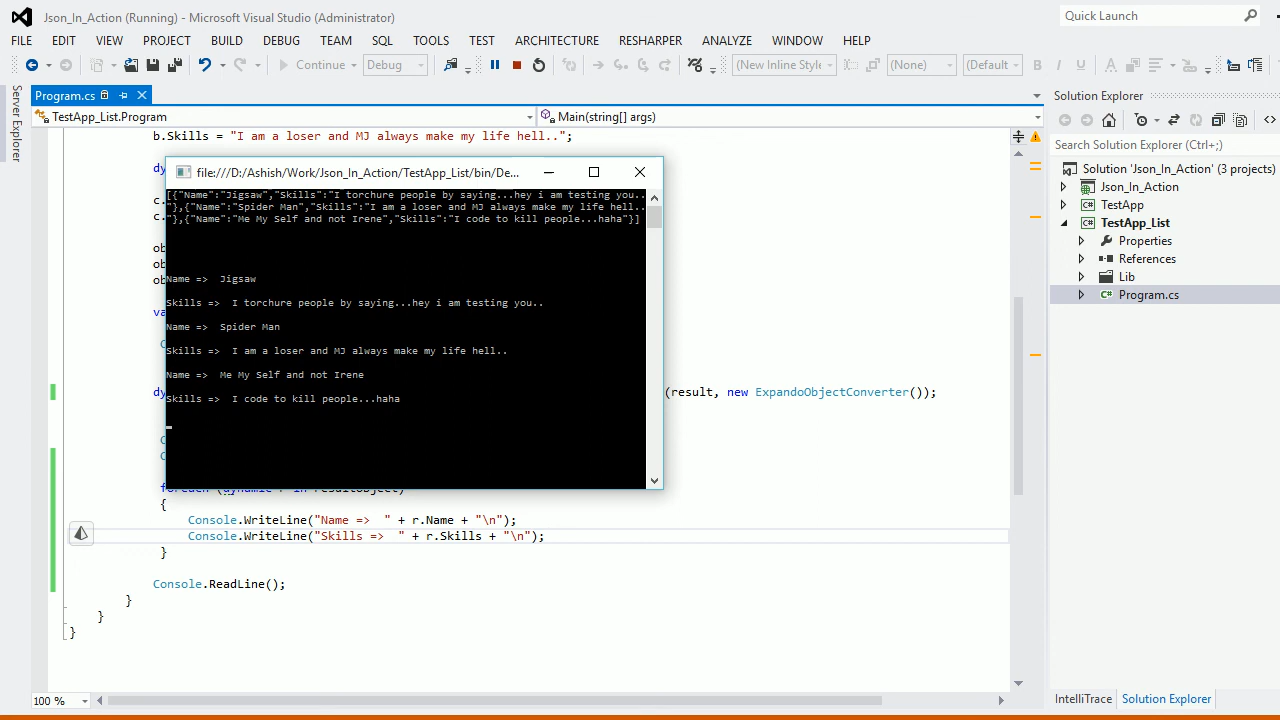 Json_In_Action (Running) - Microsoft Visual Studio (Administrator)
Quick Launch
FILE EDIT VIEW PROJECT BUILD DEBUG TEAM SQL TOOLS TEST ARCHITECTURE RESHARPER ANALYZE WINDOW HELP
Continue Debug (New Inline Style (None) (Default B I U A
Server Explorer
Program.cs
TestApp_List.Program Main(string[] args)
b.Skills = "I am a loser and MJ always make my life hell..";
dy
c.
c.
ob
ob
ob
va
dy (result, new ExpandoObjectConverter());
{
Console.WriteLine("Name => " + r.Name + "\n");
Console.WriteLine("Skills => " + r.Skills + "\n");
}
Console.ReadLine();
}
}
}
file:///D:/Ashish/Work/Json_In_Action/TestApp_List/bin/De...
[{"Name":"Jigsaw","Skills":"I torchure people by saying...hey i am testing you..
"},{"Name":"Spider Man","Skills":"I am a loser and MJ always make my life hell..
"},{"Name":"Me My Self and not Irene","Skills":"I code to kill people...haha"}]
Name => Jigsaw
Skills => I torchure people by saying...hey i am testing you..
Name => Spider Man
Skills => I am a loser and MJ always make my life hell..
Name => Me My Self and not Irene
Skills => I code to kill people...haha
100 %
Solution Explorer
Search Solution Explorer (Ctrl+;)
Solution 'Json_In_Action' (3 projects)
Json_In_Action
TestApp
TestApp_List
Properties
References
Lib
Program.cs
IntelliTrace Solution Explorer